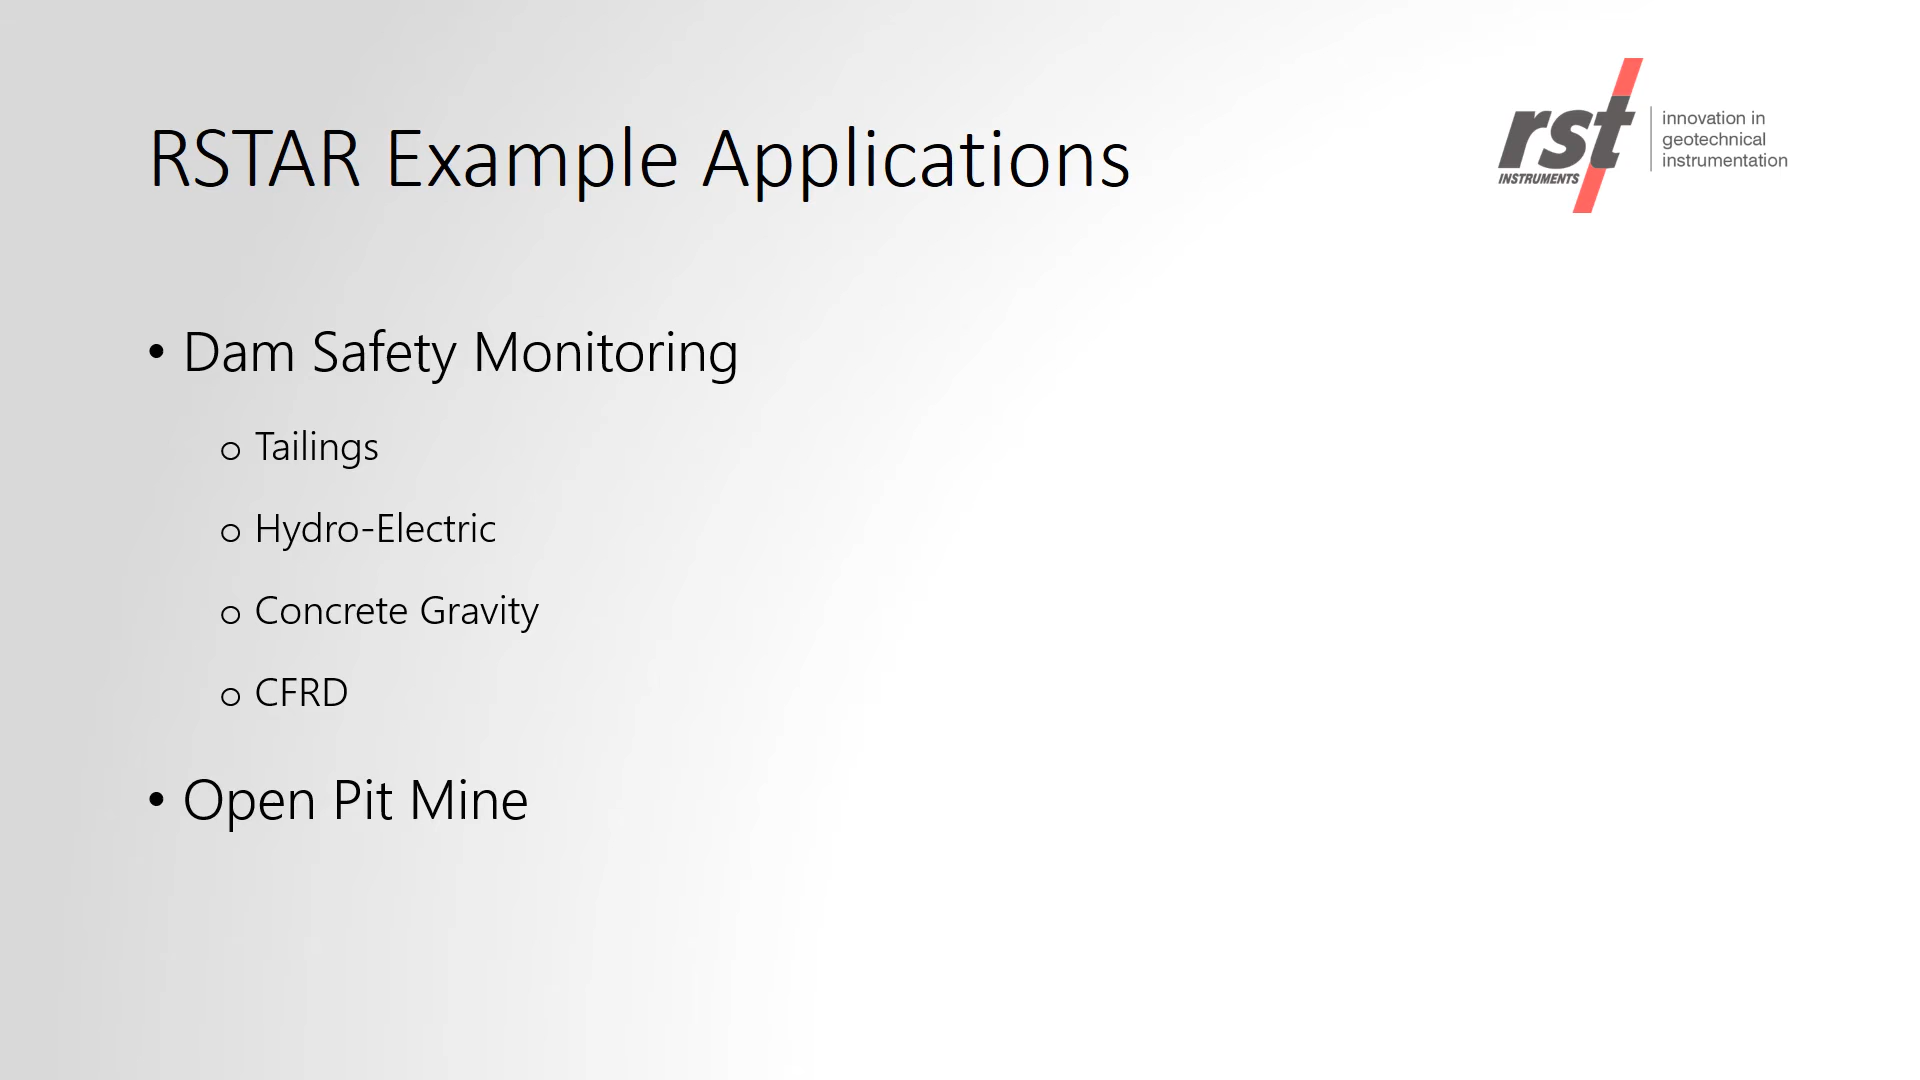 RSTAR Example Applications
rst
INSTRUMENTS
innovation in
geotechnical
instrumentation
• Dam Safety Monitoring
o Tailings
o Hydro-Electric
o Concrete Gravity
o CFRD
• Open Pit Mine